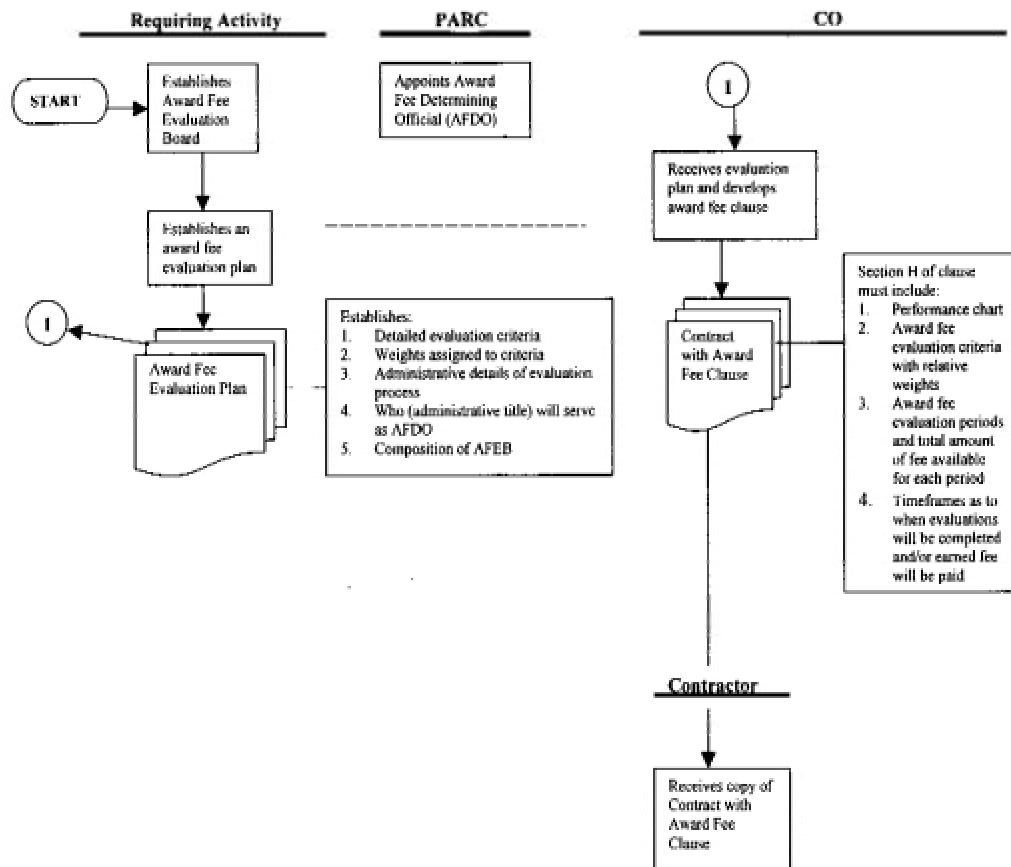 Requiring Activity
PARC
CO
START
Establishes
Award Fee
Evaluation
Board
Appoints Award
Fee Determining
Official (AFDO)
1
Receives evaluation
plan and develops
award fee clause
Establishes an
award fee
evaluation plan
1
Award Fee
Evaluation Plan
Establishes:
1. Detailed evaluation criteria
2. Weights assigned to criteria
3. Administrative details of evaluation
process
4. Who (administrative title) will serve
as AFDO
5. Composition of AFEB
Contract
with Award
Fee Clause
Section H of clause
must include:
1. Performance chart
2. Award fee
evaluation criteria
with relative
weights
3. Award fee
evaluation periods
and total amount
of fee available
for each period
4. Timeframes as to
when evaluations
will be completed
and/or earned fee
will be paid
Contractor
Receives copy of
Contract with
Award Fee
Clause